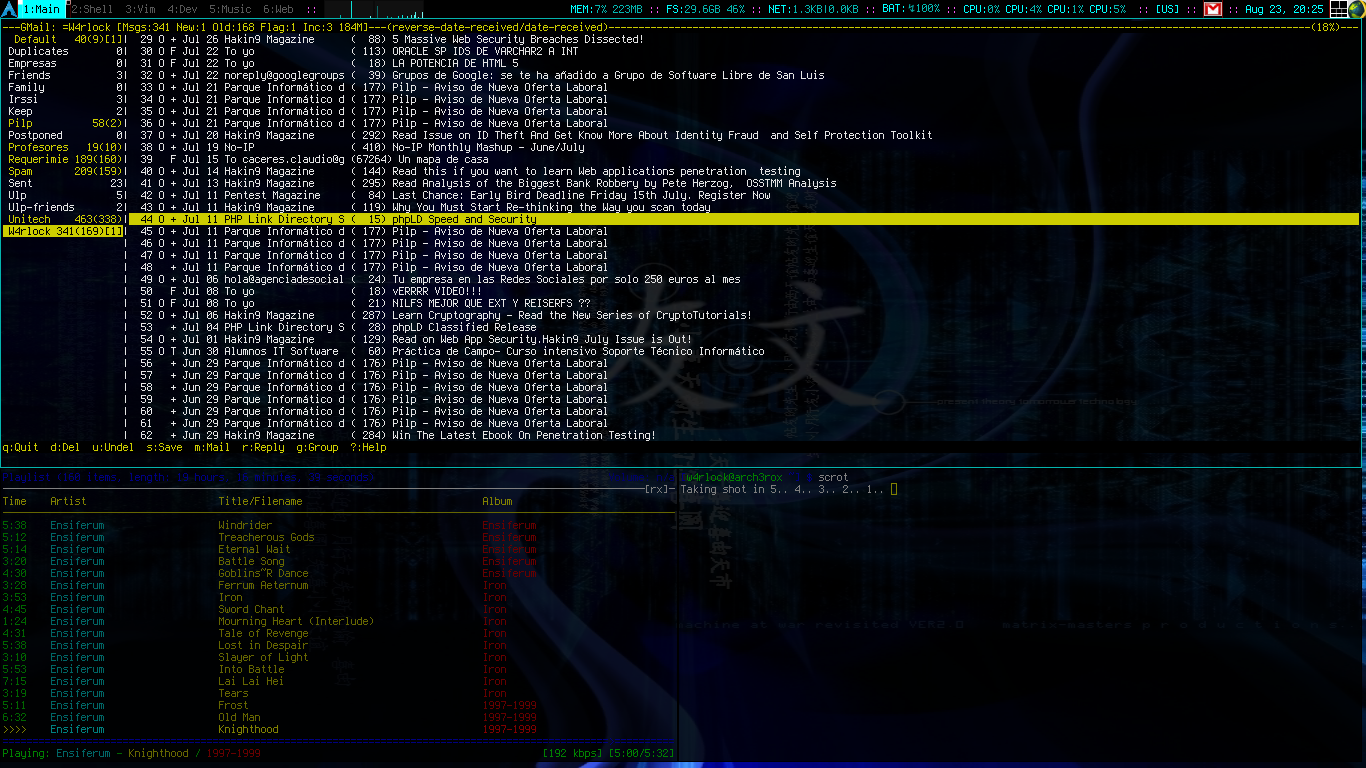 1:Main 2:Shell 3:Vim 4:Dev 5:Music 6:Web :: MEM:7% 223MB :: FS:29.6GB 46% :: NET:1.3KB|0.0KB :: BAT:↯100% :: CPU:0% CPU:4% CPU:1% CPU:5% :: [US] :: Aug 23, 20:25
---GMail: =W4rlock [Msgs:341 New:1 Old:168 Flag:1 Inc:3 184M]---(reverse-date-received/date-received)---(18%)---
Default 40(9)[1]| 29 O + Jul 26 Hakin9 Magazine ( 88) 5 Massive Web Security Breaches Dissected!
Duplicates 0| 30 O F Jul 22 To yo ( 113) ORACLE SP IDS DE VARCHAR2 A INT
Empresas 0| 31 O F Jul 22 To yo ( 18) LA POTENCIA DE HTML 5
Friends 3| 32 O + Jul 22 noreply@googlegroups ( 39) Grupos de Google: se te ha añadido a Grupo de Software Libre de San Luis
Family 0| 33 O + Jul 21 Parque Informático d ( 177) Pilp - Aviso de Nueva Oferta Laboral
Irssi 3| 34 O + Jul 21 Parque Informático d ( 177) Pilp - Aviso de Nueva Oferta Laboral
Keep 2| 35 O + Jul 21 Parque Informático d ( 177) Pilp - Aviso de Nueva Oferta Laboral
Pilp 58(2)| 36 O + Jul 21 Parque Informático d ( 177) Pilp - Aviso de Nueva Oferta Laboral
Postponed 0| 37 O + Jul 20 Hakin9 Magazine ( 292) Read Issue on ID Theft And Get Know More About Identity Fraud and Self Protection Toolkit
Profesores 19(10)| 38 O + Jul 19 No-IP ( 410) No-IP Monthly Mashup - June/July
Requerimie 189(160)| 39 F Jul 15 To caceres.claudio@g (67264) Un mapa de casa
Spam 209(159)| 40 O + Jul 14 Hakin9 Magazine ( 144) Read this if you want to learn Web applications penetration testing
Sent 23| 41 O + Jul 13 Hakin9 Magazine ( 295) Read Analysis of the Biggest Bank Robbery by Pete Herzog, OSSTMM Analysis
Ulp 5| 42 O + Jul 11 Pentest Magazine ( 84) Last Chance: Early Bird Deadline Friday 15th July. Register Now
Ulp-friends 2| 43 O + Jul 11 Hakin9 Magazine ( 119) Why You Must Start Re-thinking the Way you scan today
Unitech 463(338)| 44 O + Jul 11 PHP Link Directory S ( 15) phpLD Speed and Security
W4rlock 341(169)[1]| 45 O + Jul 11 Parque Informático d ( 177) Pilp - Aviso de Nueva Oferta Laboral
| 46 O + Jul 11 Parque Informático d ( 177) Pilp - Aviso de Nueva Oferta Laboral
| 47 O + Jul 11 Parque Informático d ( 177) Pilp - Aviso de Nueva Oferta Laboral
| 48 + Jul 11 Parque Informático d ( 177) Pilp - Aviso de Nueva Oferta Laboral
| 49 O + Jul 06 hola@agenciadesocial ( 24) Tu empresa en las Redes Sociales por solo 250 euros al mes
| 50 F Jul 08 To yo ( 18) vERRRR VIDEO!!!
| 51 O F Jul 08 To yo ( 21) NILFS MEJOR QUE EXT Y REISERFS ??
| 52 O + Jul 06 Hakin9 Magazine ( 287) Learn Cryptography - Read the New Series of CryptoTutorials!
| 53 + Jul 04 PHP Link Directory S ( 28) phpLD Classified Release
| 54 O + Jul 01 Hakin9 Magazine ( 129) Read on Web App Security.Hakin9 July Issue is Out!
| 55 O T Jun 30 Alumnos IT Software ( 60) Práctica de Campo- Curso intensivo Soporte Técnico Informático
| 56 + Jun 29 Parque Informático d ( 176) Pilp - Aviso de Nueva Oferta Laboral
| 57 + Jun 29 Parque Informático d ( 176) Pilp - Aviso de Nueva Oferta Laboral
| 58 + Jun 29 Parque Informático d ( 176) Pilp - Aviso de Nueva Oferta Laboral
| 59 + Jun 29 Parque Informático d ( 176) Pilp - Aviso de Nueva Oferta Laboral
| 60 + Jun 29 Parque Informático d ( 176) Pilp - Aviso de Nueva Oferta Laboral
| 61 + Jun 29 Parque Informático d ( 176) Pilp - Aviso de Nueva Oferta Laboral
| 62 + Jun 29 Hakin9 Magazine ( 284) Win The Latest Ebook On Penetration Testing!
q:Quit d:Del u:Undel s:Save m:Mail r:Reply g:Group ?:Help
W4rlock@arch3rox scrot
[rx]- Taking shot in 5.. 4.. 3.. 2.. 1..
Time Artist Title/Filename Album
5:38 Ensiferum Windrider Ensiferum
5:12 Ensiferum Treacherous Gods Ensiferum
5:14 Ensiferum Eternal Wait Ensiferum
3:20 Ensiferum Battle Song Ensiferum
4:30 Ensiferum Goblins~R Dance Ensiferum
3:28 Ensiferum Ferrum Aeternum Iron
3:53 Ensiferum Iron Iron
4:45 Ensiferum Sword Chant Iron
1:24 Ensiferum Mourning Heart (Interlude) Iron
4:31 Ensiferum Tale of Revenge Iron
5:38 Ensiferum Lost in Despair Iron
3:10 Ensiferum Slayer of Light Iron
5:53 Ensiferum Into Battle Iron
7:15 Ensiferum Lai Lai Hei Iron
3:19 Ensiferum Tears Iron
5:11 Ensiferum Frost 1997-1999
6:32 Ensiferum Old Man 1997-1999
>>>> Ensiferum Knighthood 1997-1999
Playing: Ensiferum - Knighthood / 1997-1999 [192 kbps] [5:00/5:32]